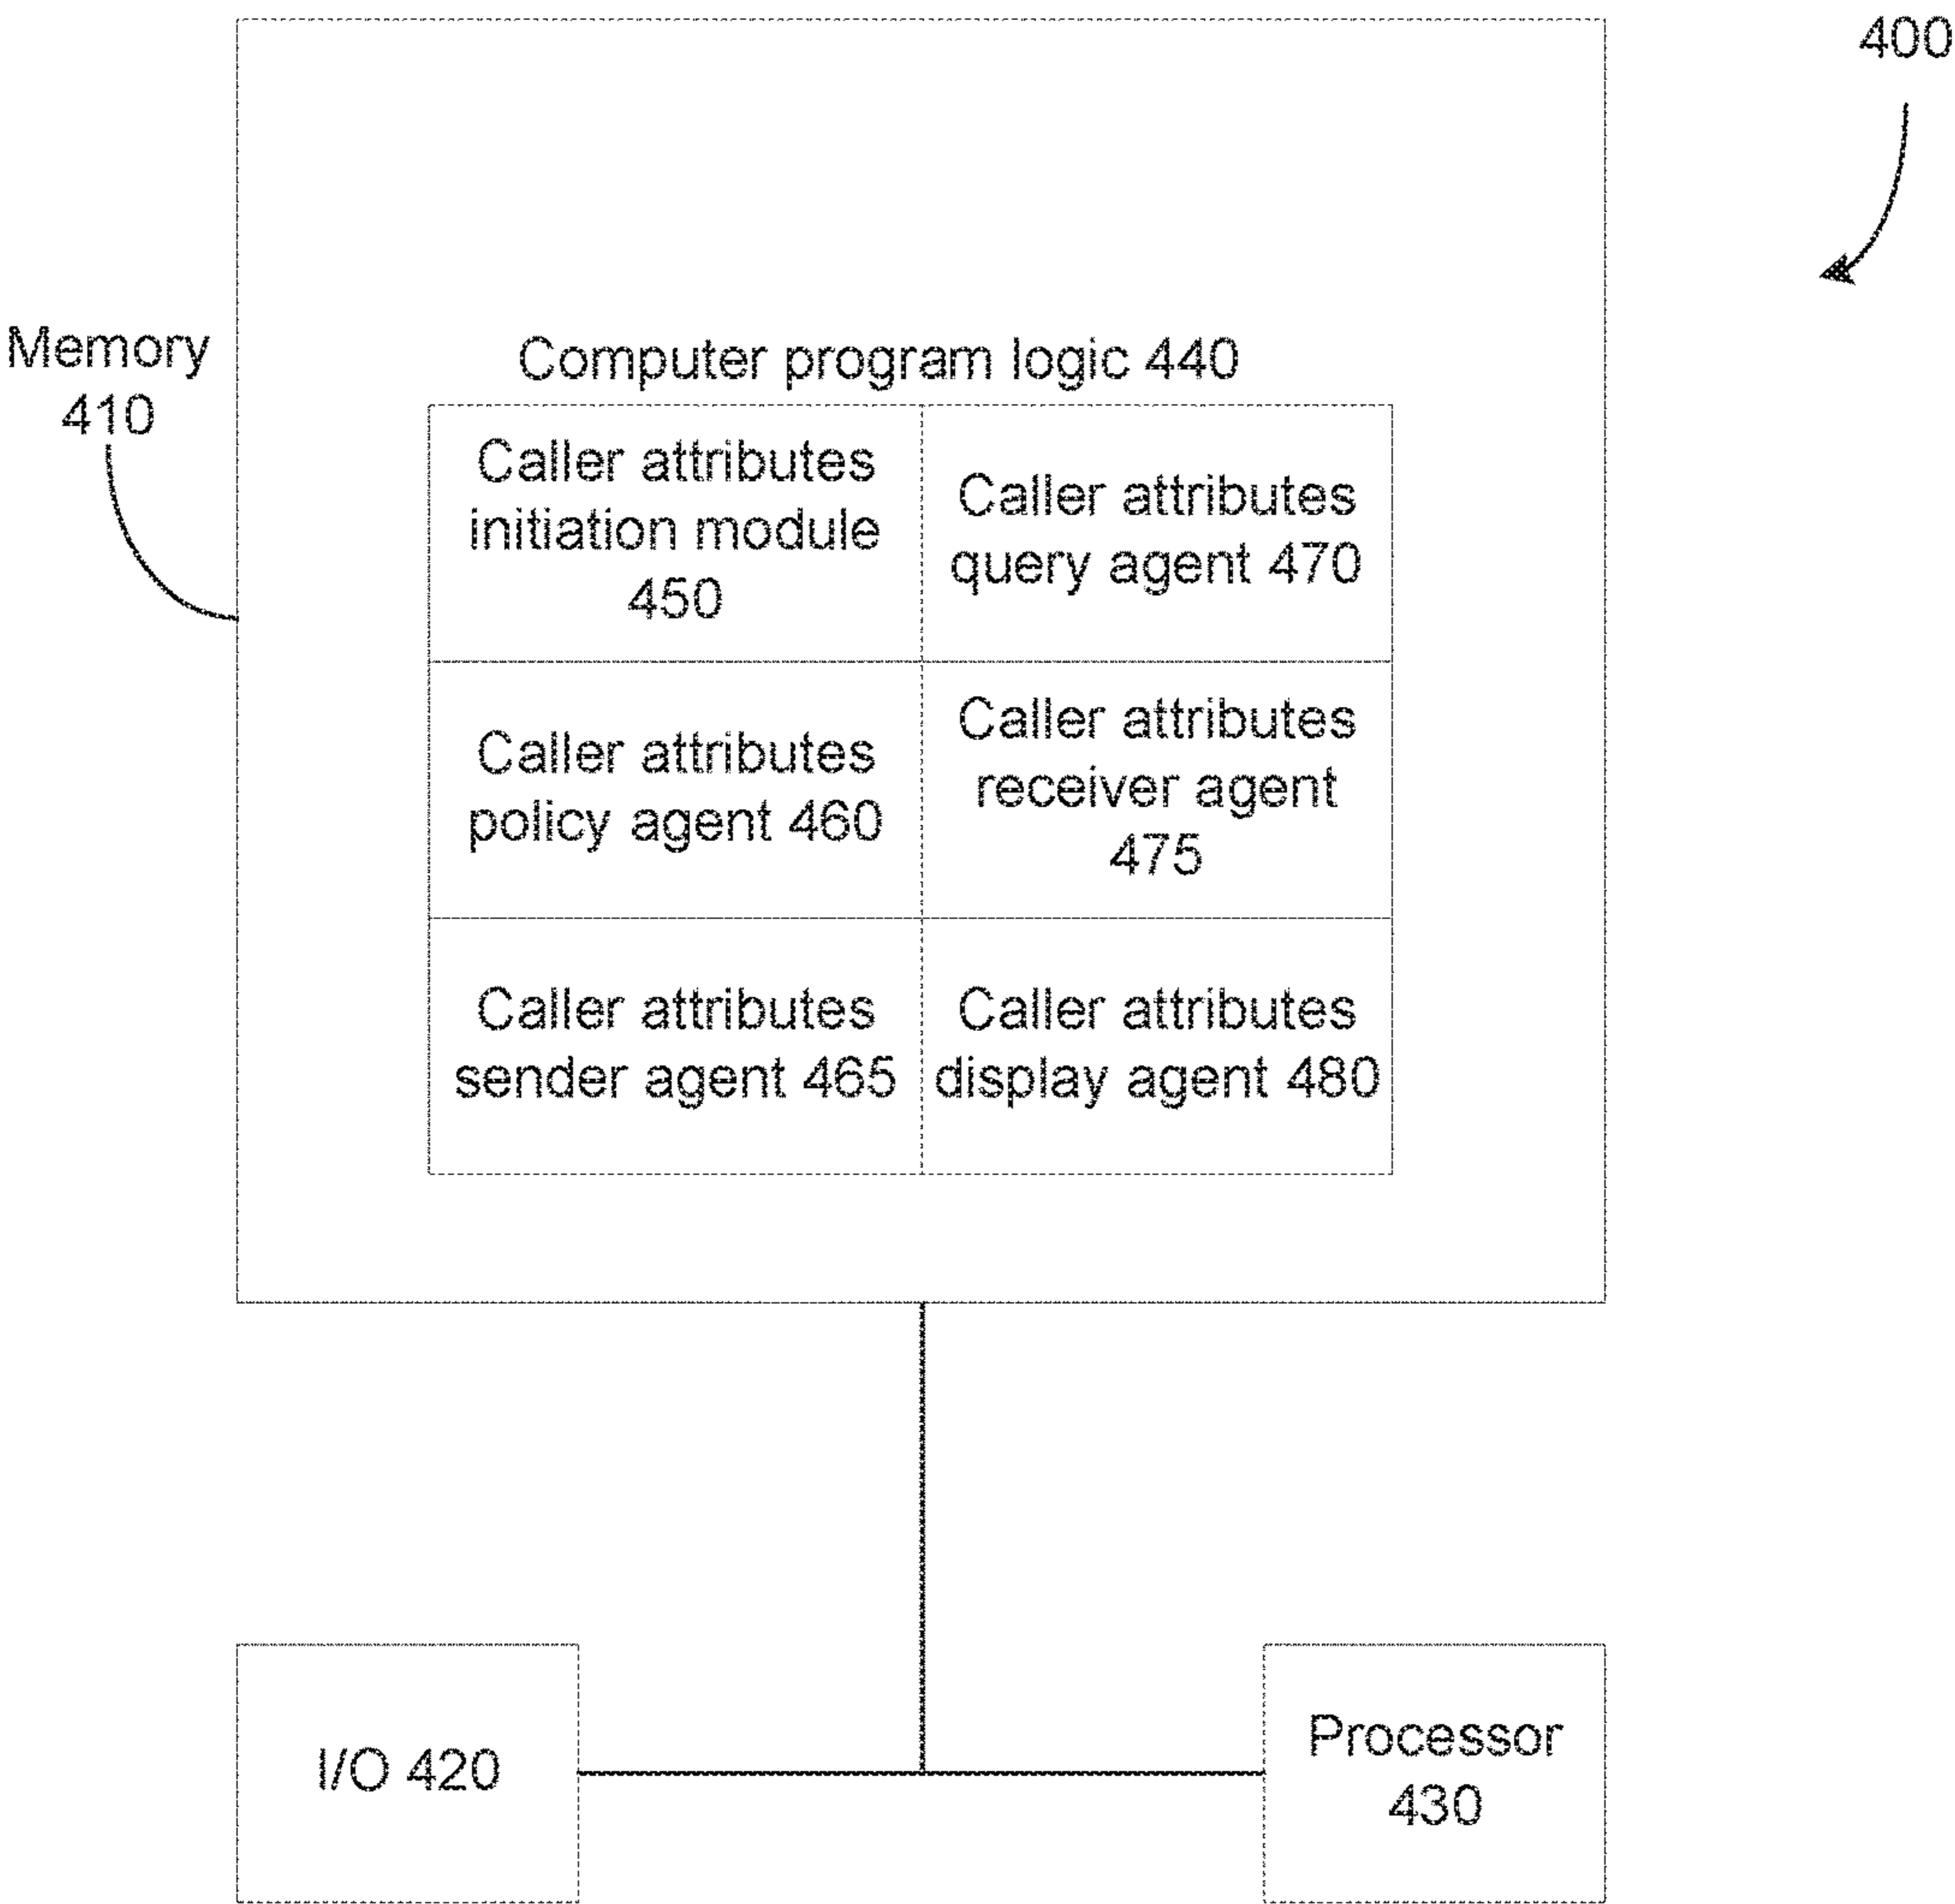 400
Memory
410
Computer program logic 440
Caller attributes
initiation module
450
Caller attributes
query agent 470
Caller attributes
policy agent 460
Caller attributes
receiver agent
475
Caller attributes
sender agent 465
Caller attributes
display agent 480
I/O 420
Processor
430